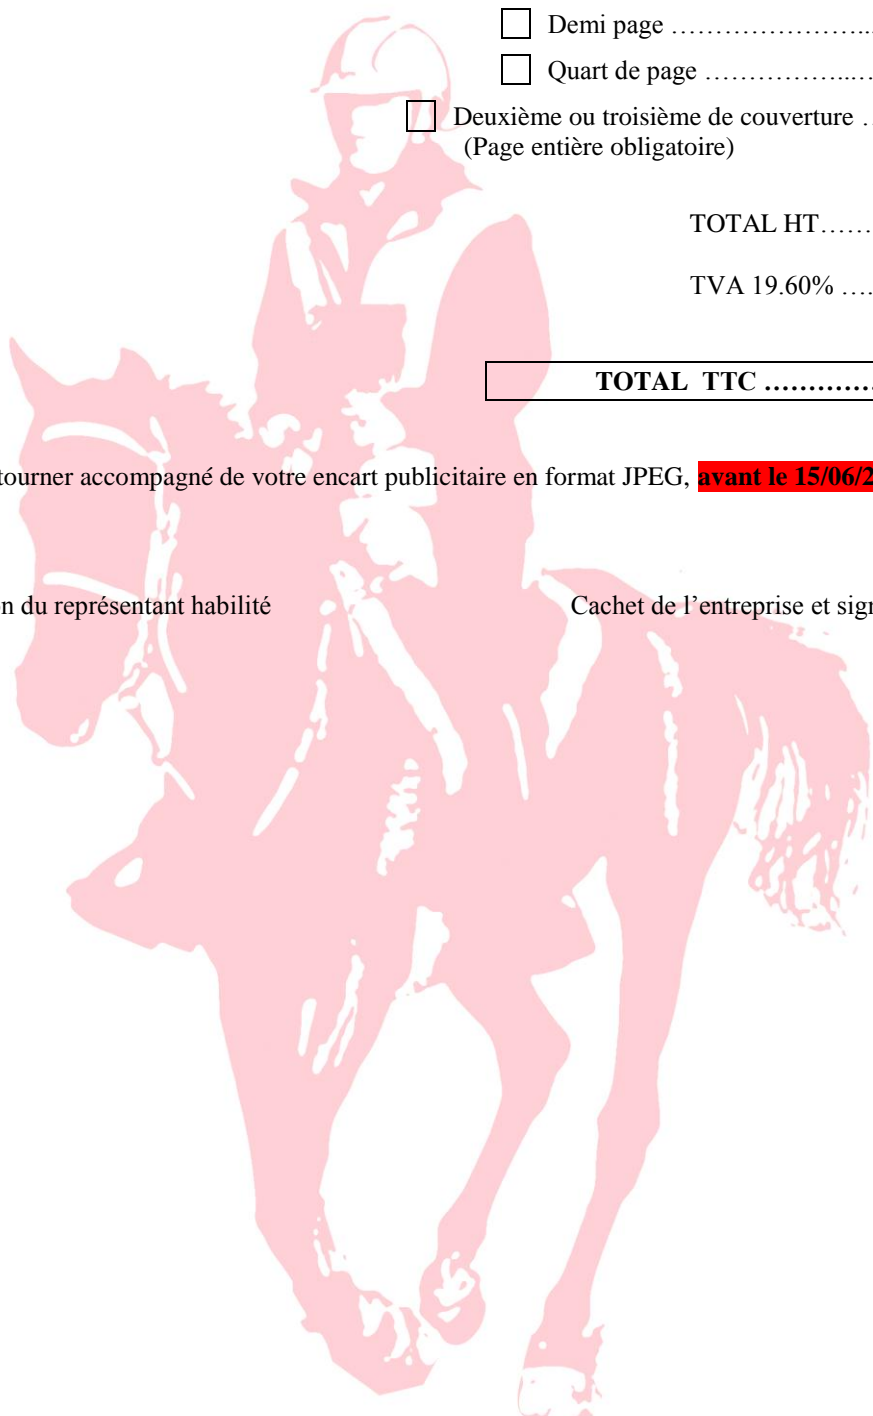 Demi page …………………..
Quart de page ……………..…
Deuxième ou troisième de couverture …
(Page entière obligatoire)
TOTAL HT……
TVA 19.60% ….
TOTAL TTC ………….
tourner accompagné de votre encart publicitaire en format JPEG, avant le 15/06/2
n du représentant habilité Cachet de l’entreprise et sign